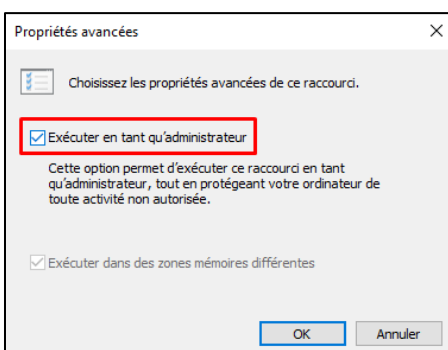 Propriétés avancées
Choisissez les propriétés avancées de ce raccourci.
Exécuter en tant qu'administrateur
Cette option permet d'exécuter ce raccourci en tant
qu'administrateur, tout en protégeant votre ordinateur de
toute activité non autorisée.
Exécuter dans des zones mémoires différentes
OK Annuler